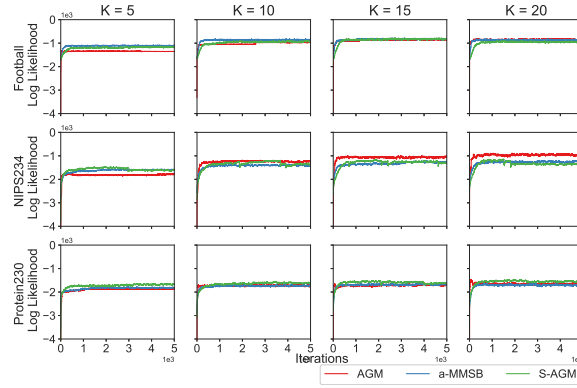 K = 5 K = 10 K = 15 K = 20
1e3
0
−1
−2
−3
−4
Football
Log Likelihood
1e3
0
−1
−2
−3
−4
NIPS234
Log Likelihood
1e3
0
−1
−2
−3
−4
Protein230
Log Likelihood
0 1 2 3 4 5 0 1 2 3 4 5 0 1 2 3 4 5 0 1 2 3 4 5
1e3 1e3 1e3 1e3
Iterations
AGM a-MMSB S-AGM